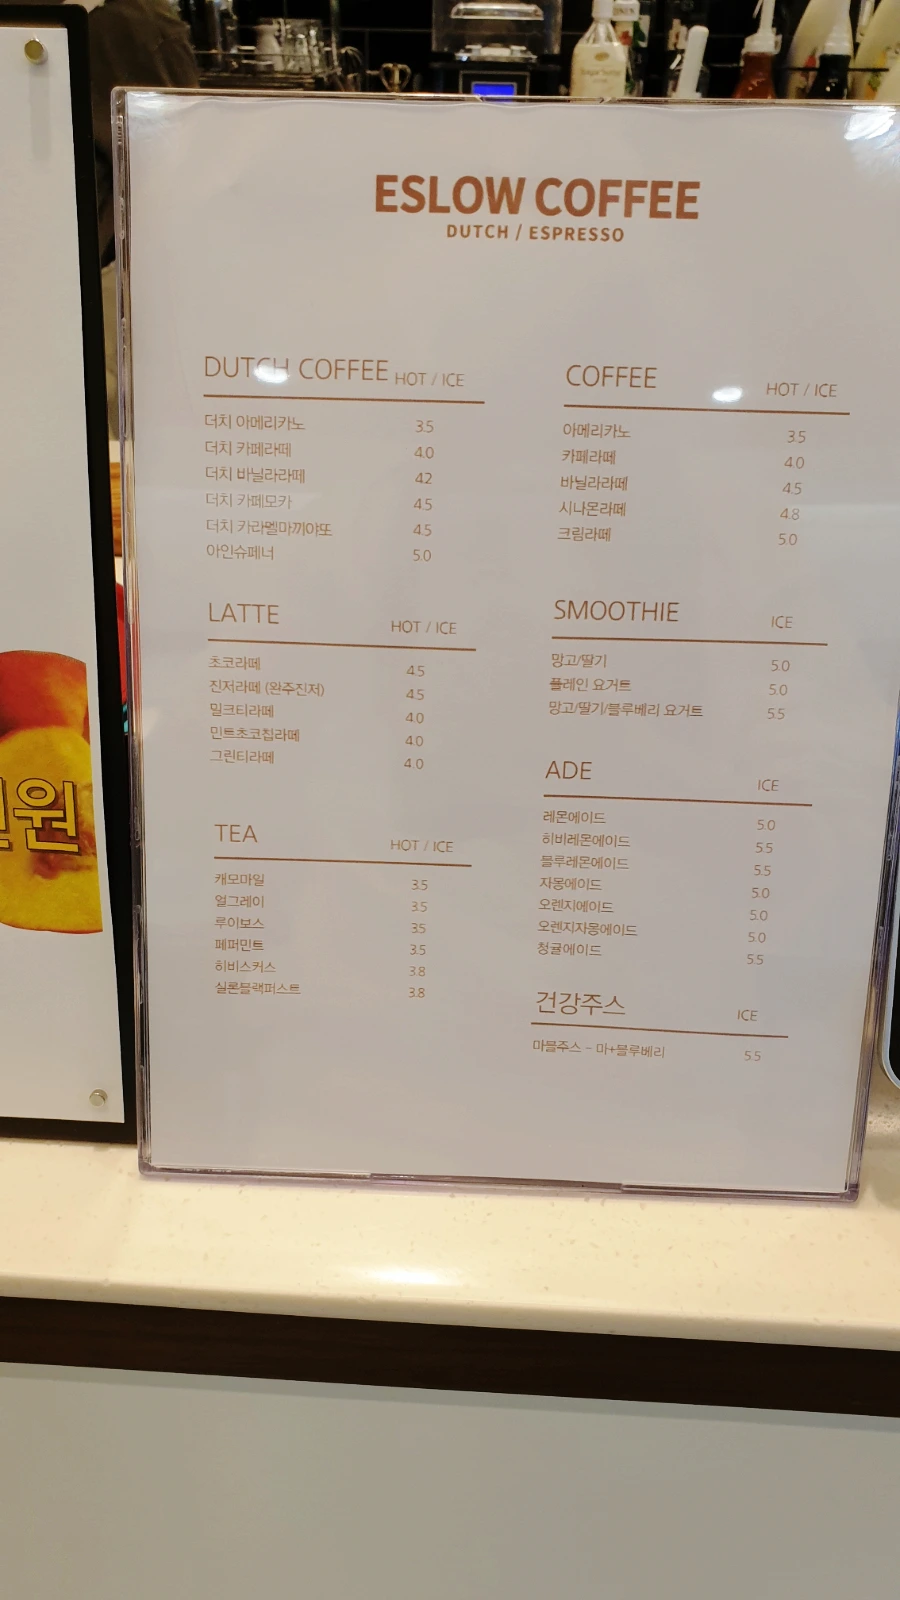 ESLOW COFFEE
DUTCH / ESPRESSO
DUTCH COFFEE HOT / ICE
더치 아메리카노 3.5
더치 카페라떼 4.0
더치 바닐라라떼 4.2
더치 카페모카 4.5
더치 카라멜마끼야또 4.5
아인슈페너 5.0
LATTE HOT / ICE
초코라떼 4.5
진저라떼 (완주진저) 4.5
밀크티라떼 4.0
민트초코칩라떼 4.0
그린티라떼 4.0
TEA HOT / ICE
캐모마일 3.5
얼그레이 3.5
루이보스 3.5
페퍼민트 3.5
히비스커스 3.8
실론블랙퍼스트 3.8
COFFEE HOT / ICE
아메리카노 3.5
카페라떼 4.0
바닐라라떼 4.5
시나몬라떼 4.8
크림라떼 5.0
SMOOTHIE ICE
망고/딸기 5.0
플레인 요거트 5.0
망고/딸기/블루베리 요거트 5.5
ADE ICE
레몬에이드 5.0
히비레몬에이드 5.5
블루레몬에이드 5.5
자몽에이드 5.0
오렌지에이드 5.0
오렌지자몽에이드 5.0
청귤에이드 5.5
건강주스 ICE
마블주스 - 마+블루베리 5.5
원